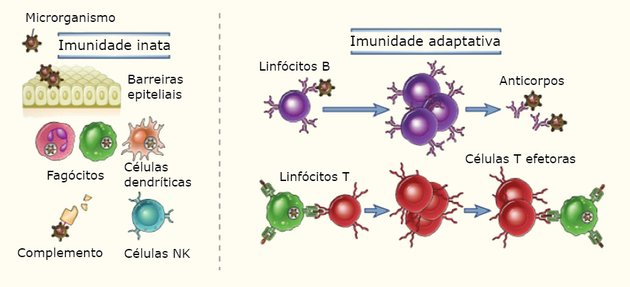 Microrganismo
Imunidade inata
Barreiras
epiteliais
Fagócitos
Células
dendríticas
Complemento
Células NK
Imunidade adaptativa
Linfócitos B
Anticorpos
Linfócitos T
Células T efetoras